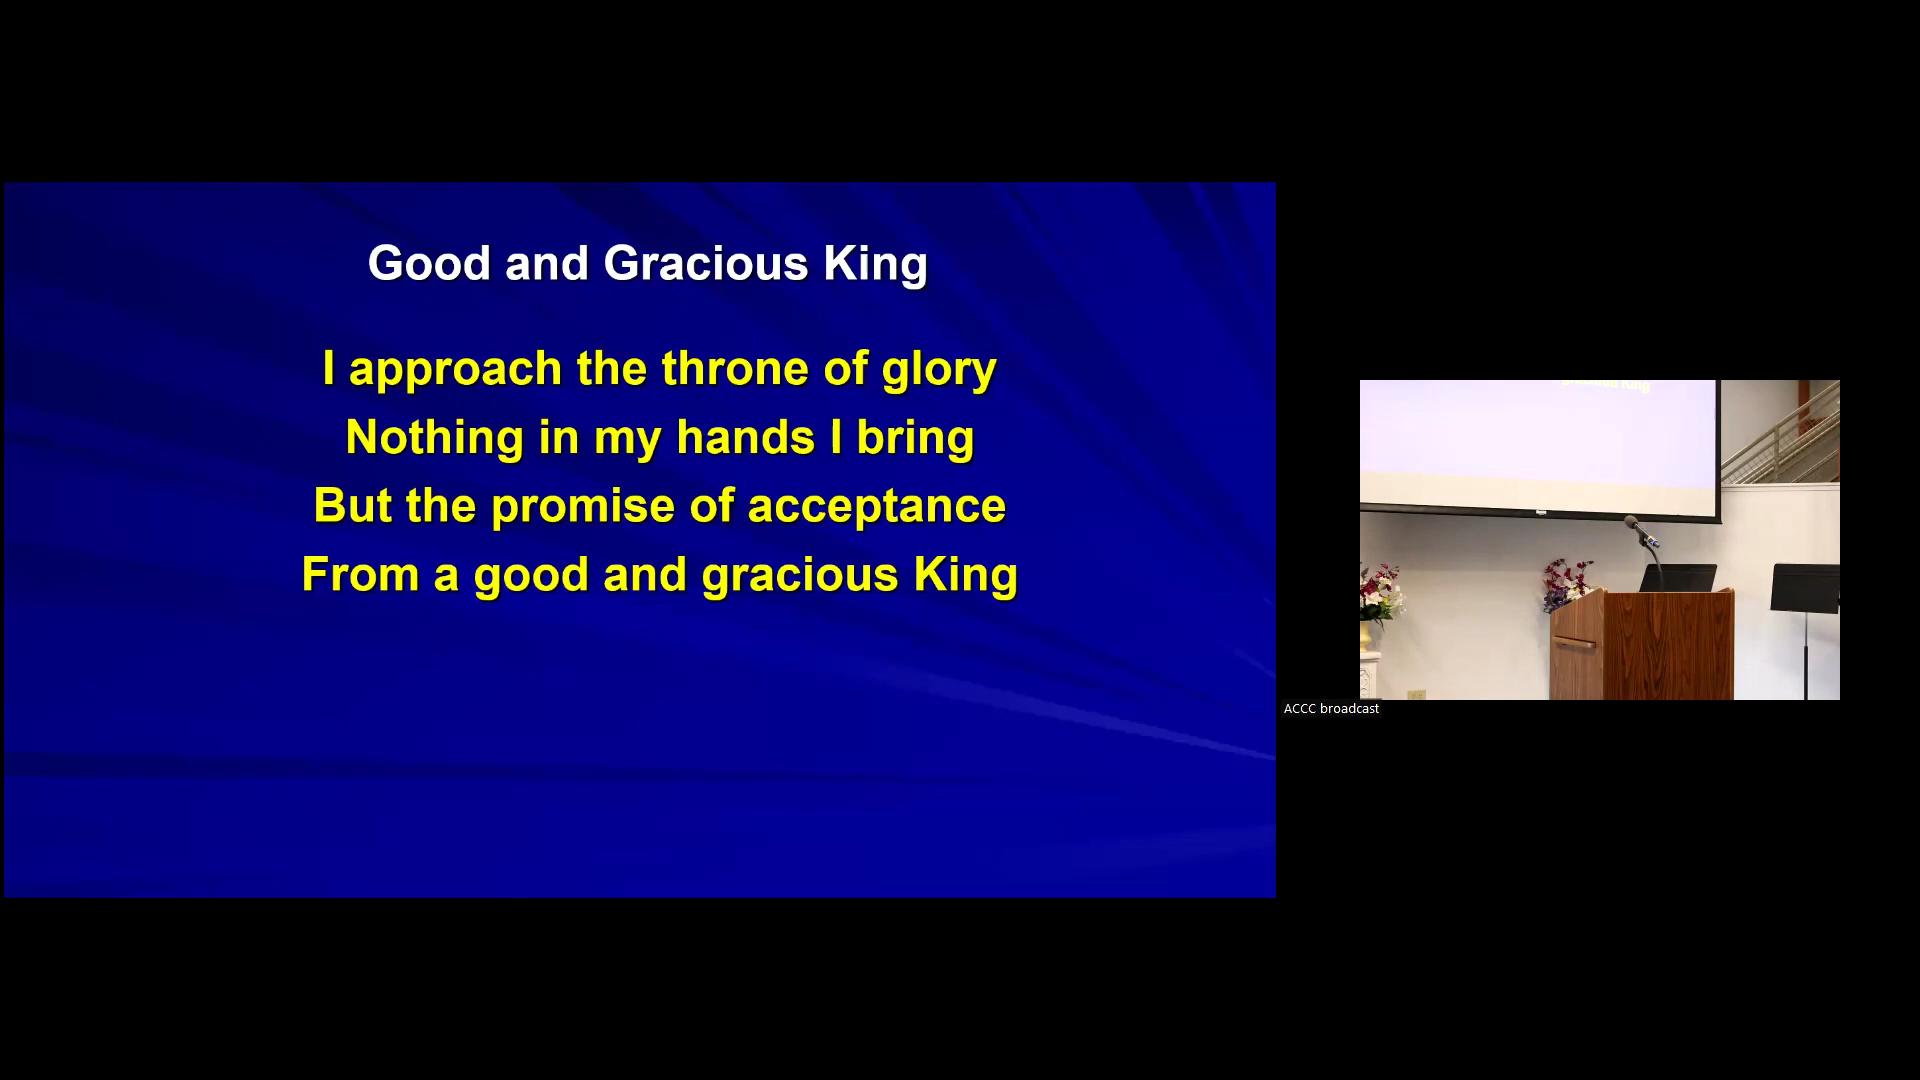 Good and Gracious King
I approach the throne of glory
Nothing in my hands I bring
But the promise of acceptance
From a good and gracious King
ACCC broadcast